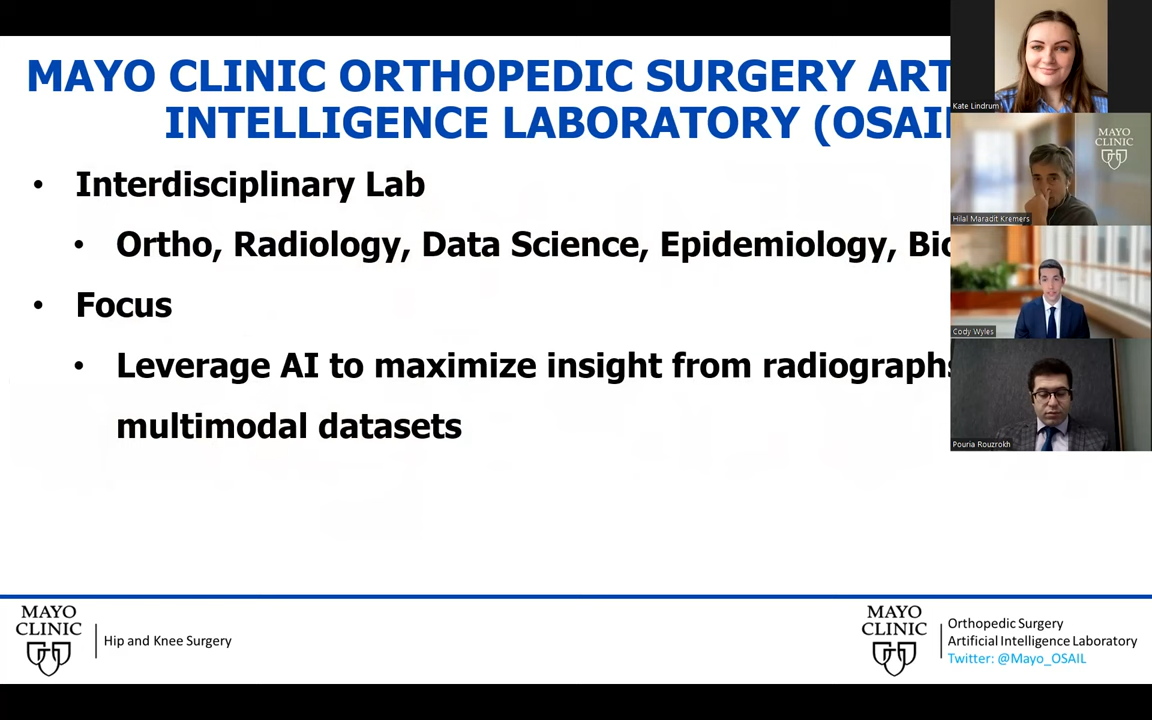 MAYO CLINIC ORTHOPEDIC SURGERY ART
INTELLIGENCE LABORATORY (OSAI
• Interdisciplinary Lab
• Ortho, Radiology, Data Science, Epidemiology,
• Focus
• Leverage AI to maximize insight from radiographs
multimodal datasets
Kate Lindrum
MAYO
CLINIC
Hilal Maradit Kremers
Cody Wyles
Pouria Rouzrokh
MAYO
CLINIC
Hip and Knee Surgery
MAYO
CLINIC
Orthopedic Surgery
Artificial Intelligence Laboratory
Twitter: @Mayo_OSAIL